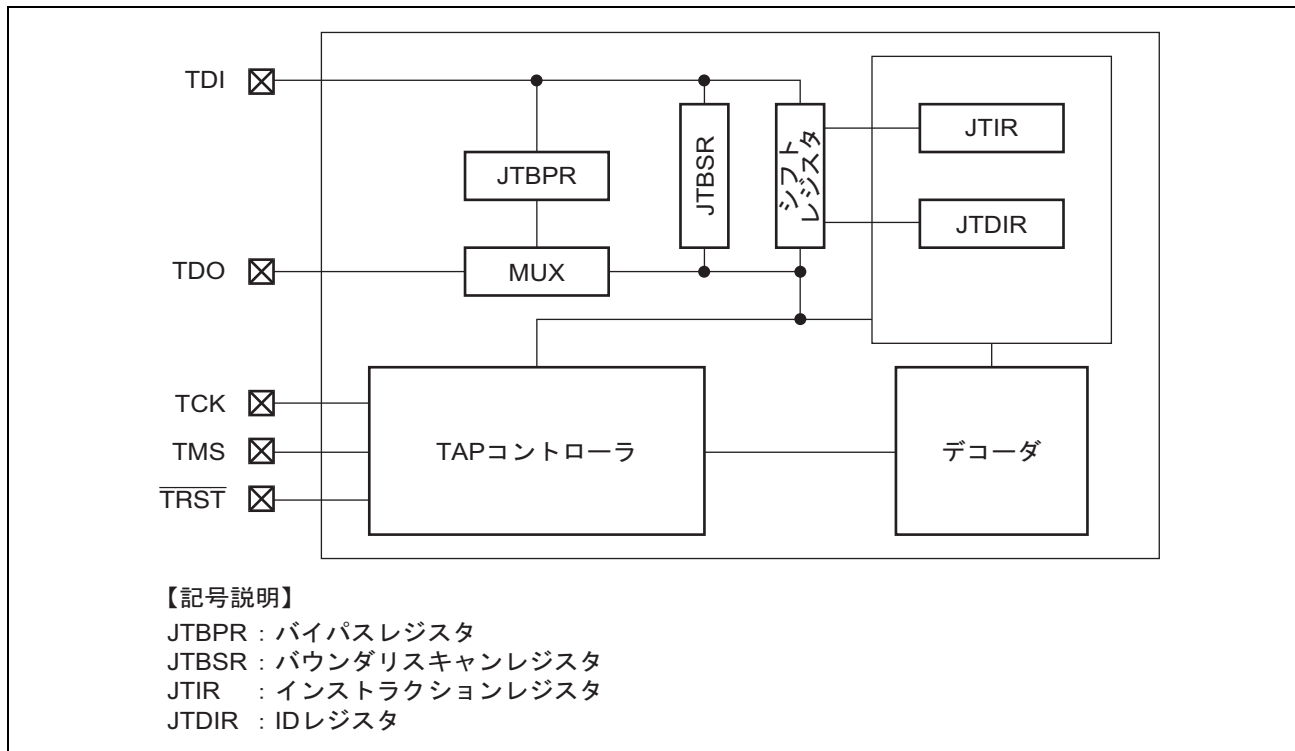 TDI
JTBPR
JTBSR
シフト
レジスタ
JTIR
JTDIR
TDO
MUX
TCK
TMS
TRST
TAPコントローラ
デコーダ
【記号説明】
JTBPR : バイパスレジスタ
JTBSR : バウンダリスキャンレジスタ
JTIR : インストラクションレジスタ
JTDIR : IDレジスタ